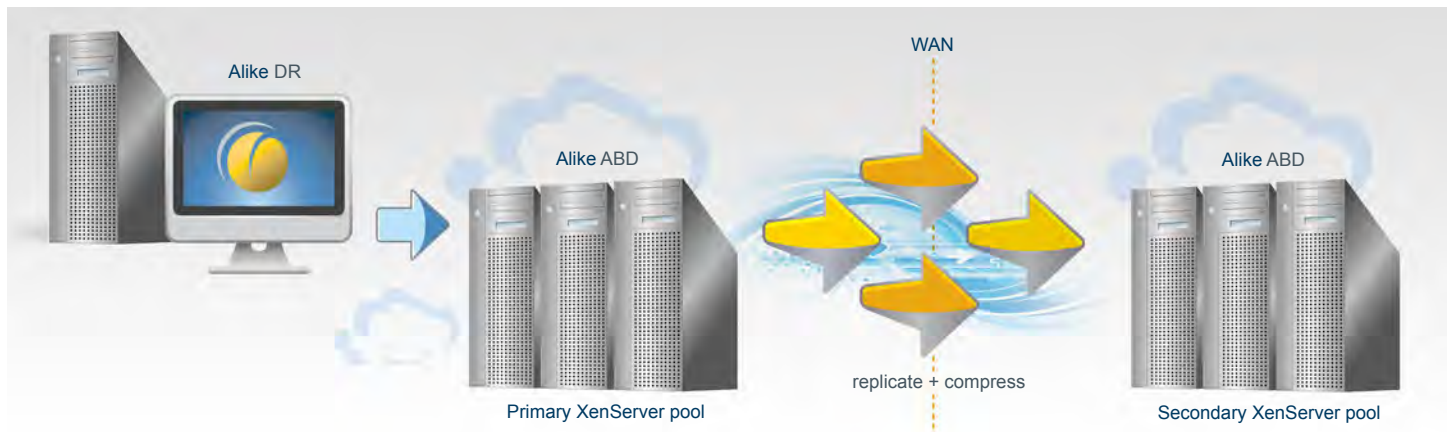 Alike DR
WAN
Alike ABD
Alike ABD
replicate + compress
Primary XenServer pool
Secondary XenServer pool